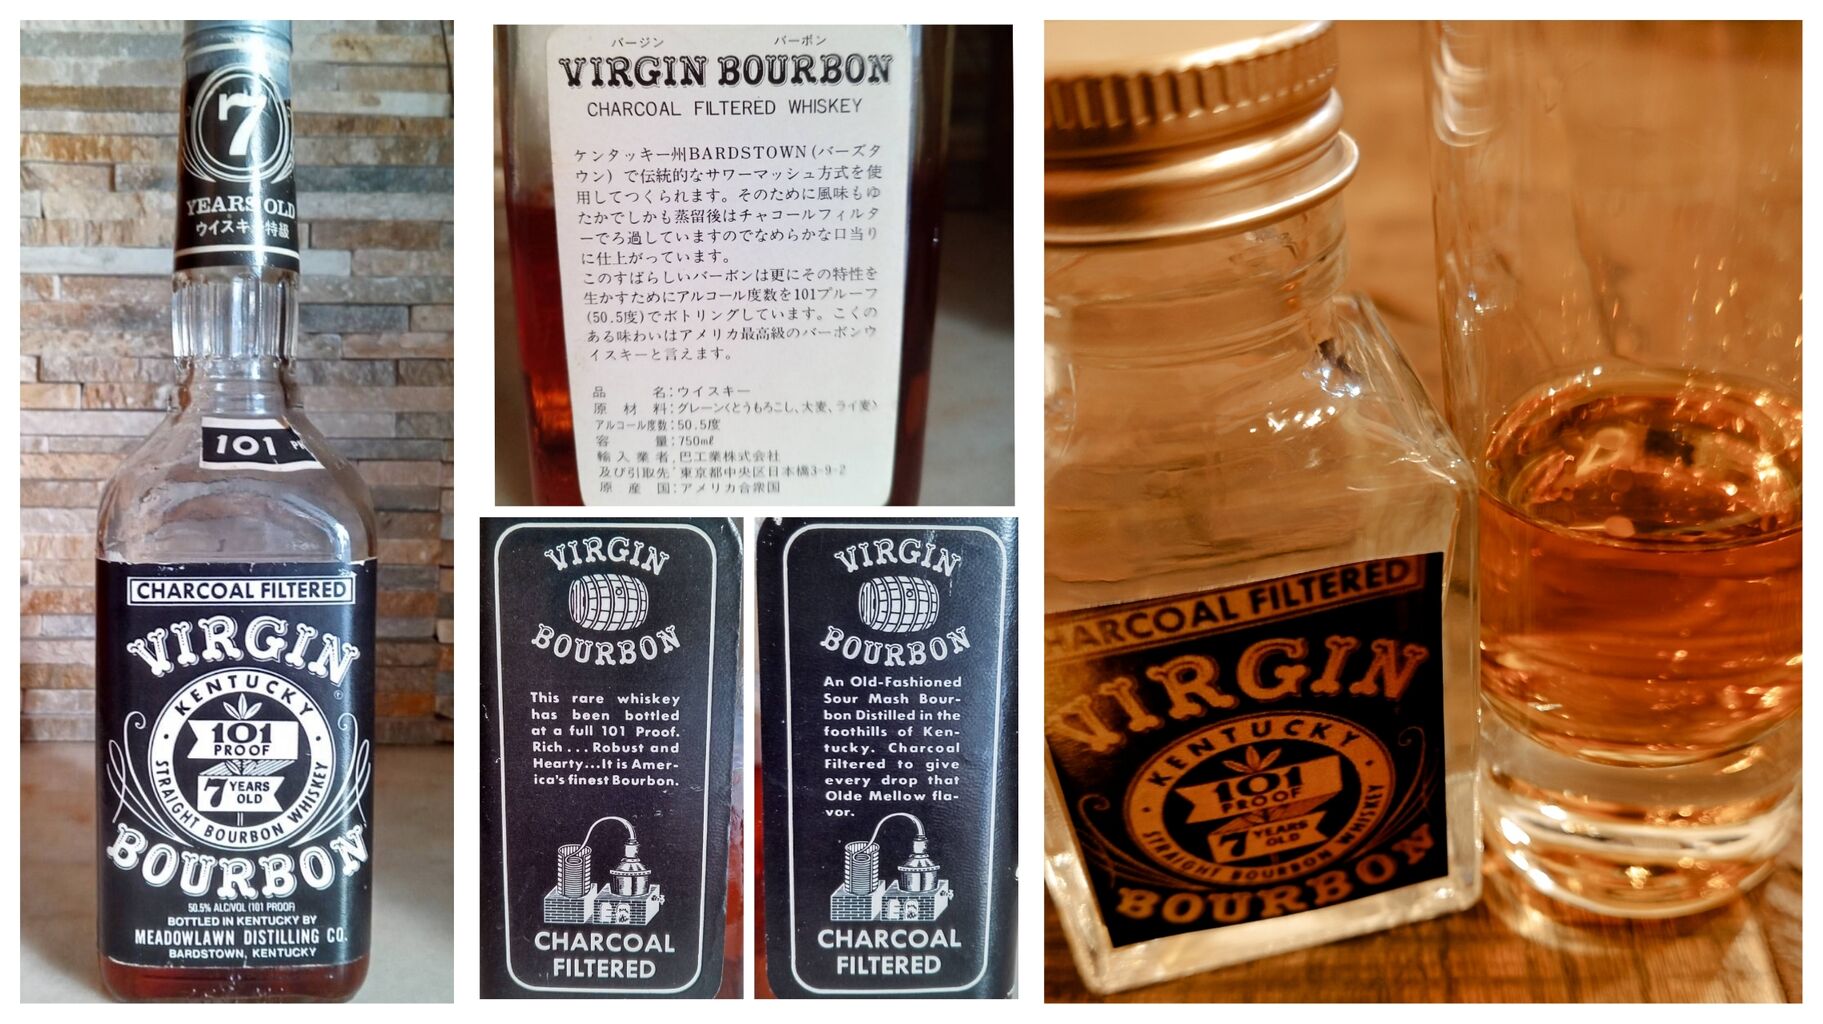 7
YEARS OLD
ウイスキー特級
101
CHARCOAL FILTERED
VIRGIN
KENTUCKY
101
PROOF
7 YEARS
OLD
STRAIGHT BOURBON WHISKEY
BOURBON
50.5% ALC/VOL (101 PROOF)
BOTTLED IN KENTUCKY BY
MEADOWLAWN DISTILLING CO.
BARDSTOWN, KENTUCKY
バージン バーボン
VIRGIN BOURBON
CHARCOAL FILTERED WHISKEY
ケンタッキー州BARDSTOWN(バーズタ
ウン)で伝統的なサワーマッシュ方式を使
用してつくられます。そのために風味もゆ
たかでしかも蒸留後はチャコールフィルタ
ーでろ過していますのでなめらかな口当り
に仕上がっています。
このすばらしいバーボンは更にその特性を
生かすためにアルコール度数を101プルーフ
(50.5度)でボトリングしています。こくの
ある味わいはアメリカ最高級のバーボンウ
イスキーと言えます。
品名:ウイスキー
原材料:グレーン〈とうもろこし、大麦、ライ麦〉
アルコール度数:50.5度
容量:750㎖
輸入業者 巴工業株式会社
及び引取先 東京都中央区日本橋3-9-2
原産国:アメリカ合衆国
VIRGIN
BOURBON
This rare whiskey
has been bottled
at a full 101 Proof.
Rich... Robust and
Hearty...It is Amer-
ica's finest Bourbon.
CHARCOAL
FILTERED
VIRGIN
BOURBON
An Old-Fashioned
Sour Mash Bour-
bon Distilled in the
foothills of Ken-
tucky. Charcoal
Filtered to give
every drop that
Olde Mellow fla-
vor.
CHARCOAL
FILTERED
CHARCOAL FILTERED
VIRGIN
KENTUCKY
101
PROOF
7 YEARS
OLD
STRAIGHT BOURBON WHISKEY
BOURBON